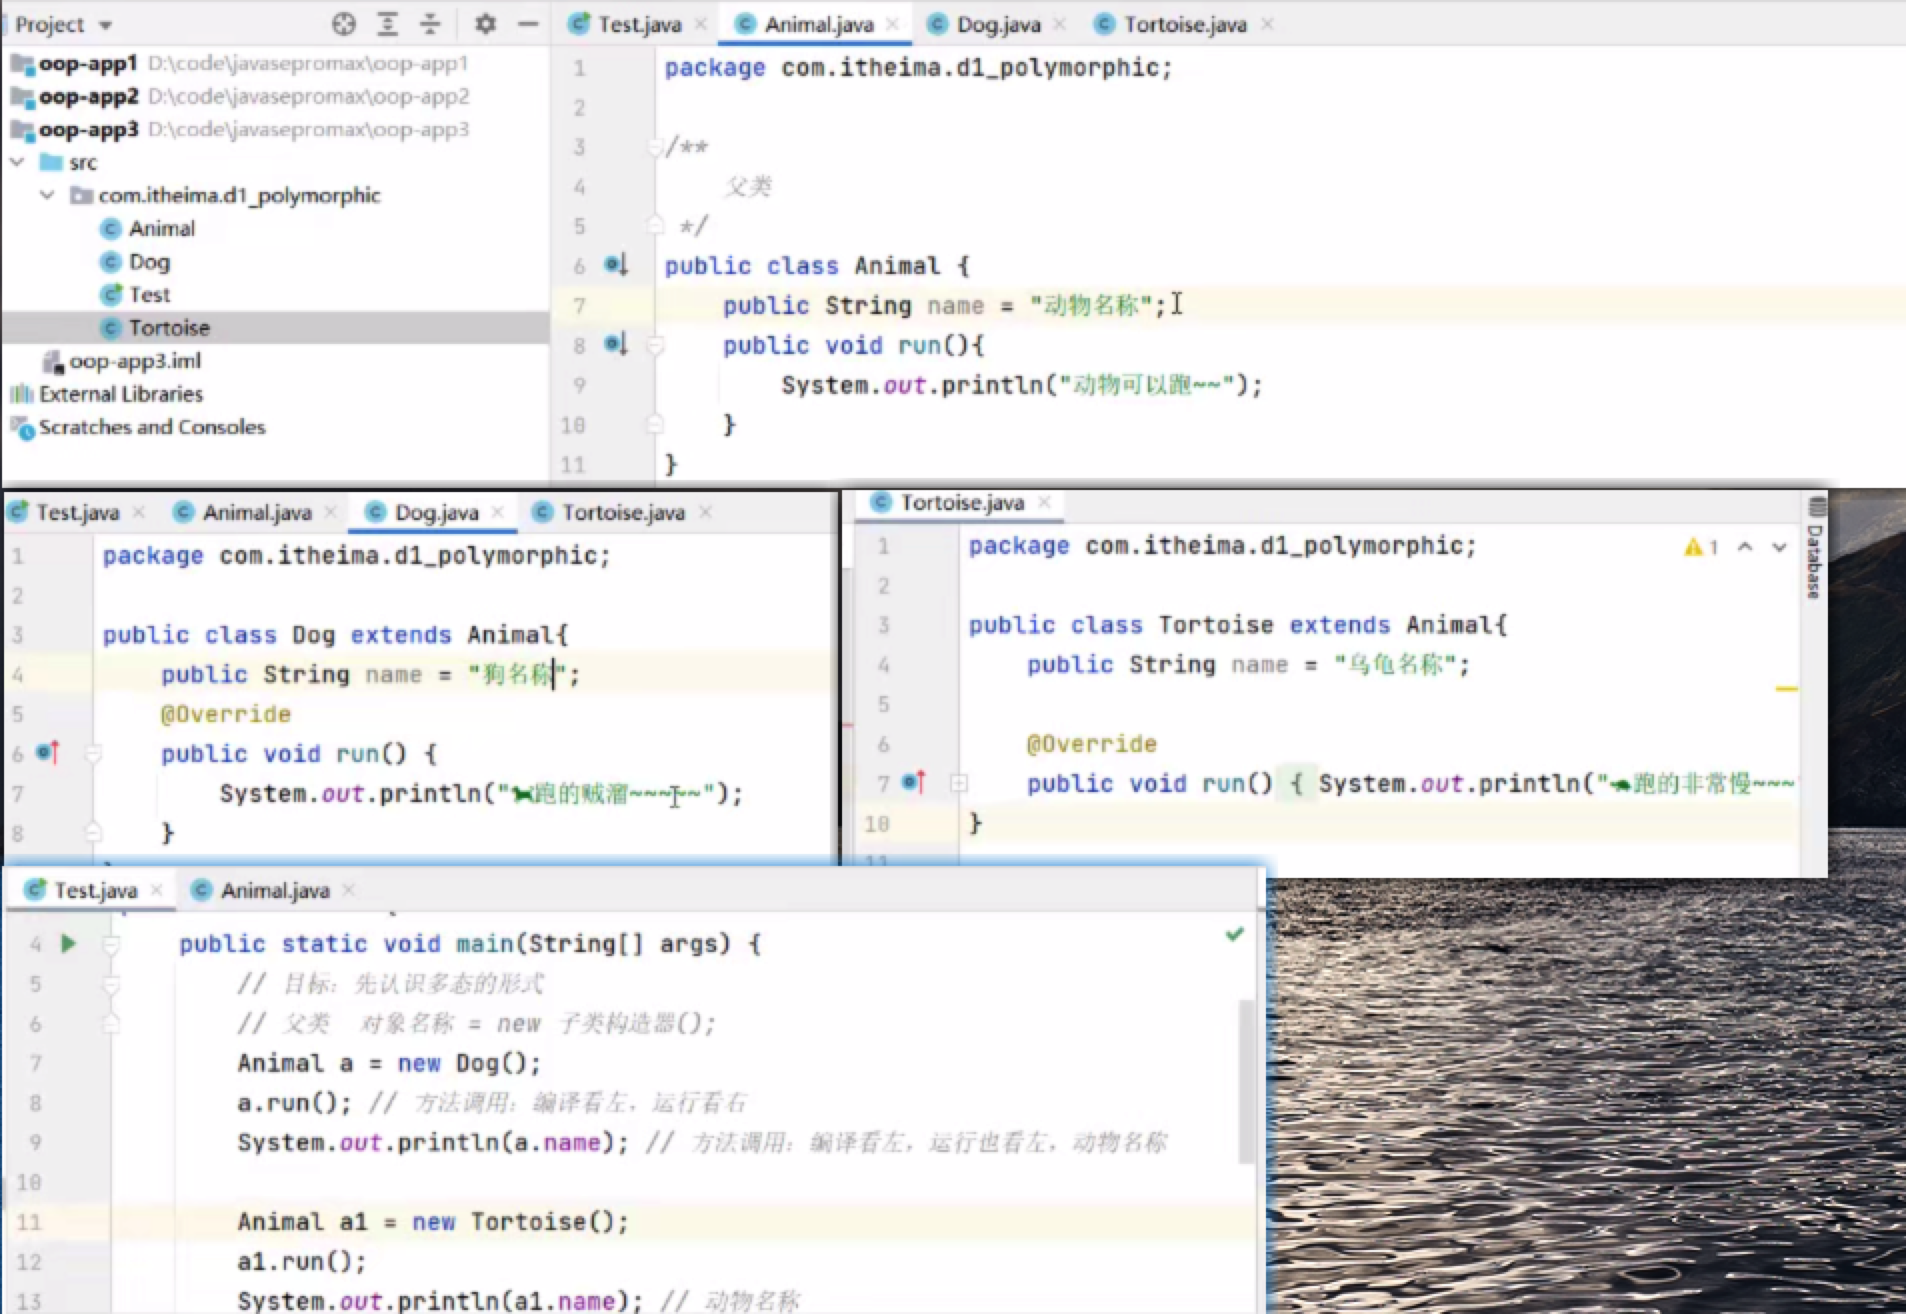 Project
oop-app1 D:\code\javasepromax\oop-app1
oop-app2 D:\code\javasepromax\oop-app2
oop-app3 D:\code\javasepromax\oop-app3
src
com.itheima.d1_polymorphic
Animal
Dog
Test
Tortoise
oop-app3.iml
External Libraries
Scratches and Consoles
Test.java Animal.java Dog.java Tortoise.java
1 package com.itheima.d1_polymorphic;
2
3 /**
4 父类
5 */
6 public class Animal {
7 public String name = "动物名称";
8 public void run(){
9 System.out.println("动物可以跑~~");
10 }
11 }
Test.java Animal.java Dog.java Tortoise.java
1 package com.itheima.d1_polymorphic;
2
3 public class Dog extends Animal{
4 public String name = "狗名称";
5 @Override
6 public void run() {
7 System.out.println("🐕跑的贼溜~~~~~");
8 }
Tortoise.java
1 package com.itheima.d1_polymorphic; 1
2
3 public class Tortoise extends Animal{
4 public String name = "乌龟名称";
5
6 @Override
7 public void run() { System.out.println("🐢跑的非常慢~~~
10 }
11
Database
Test.java Animal.java
4 public static void main(String[] args) {
5 // 目标：先认识多态的形式
6 // 父类 对象名称 = new 子类构造器();
7 Animal a = new Dog();
8 a.run(); // 方法调用：编译看左，运行看右
9 System.out.println(a.name); // 方法调用：编译看左，运行也看左，动物名称
10
11 Animal a1 = new Tortoise();
12 a1.run();
13 System.out.println(a1.name); // 动物名称